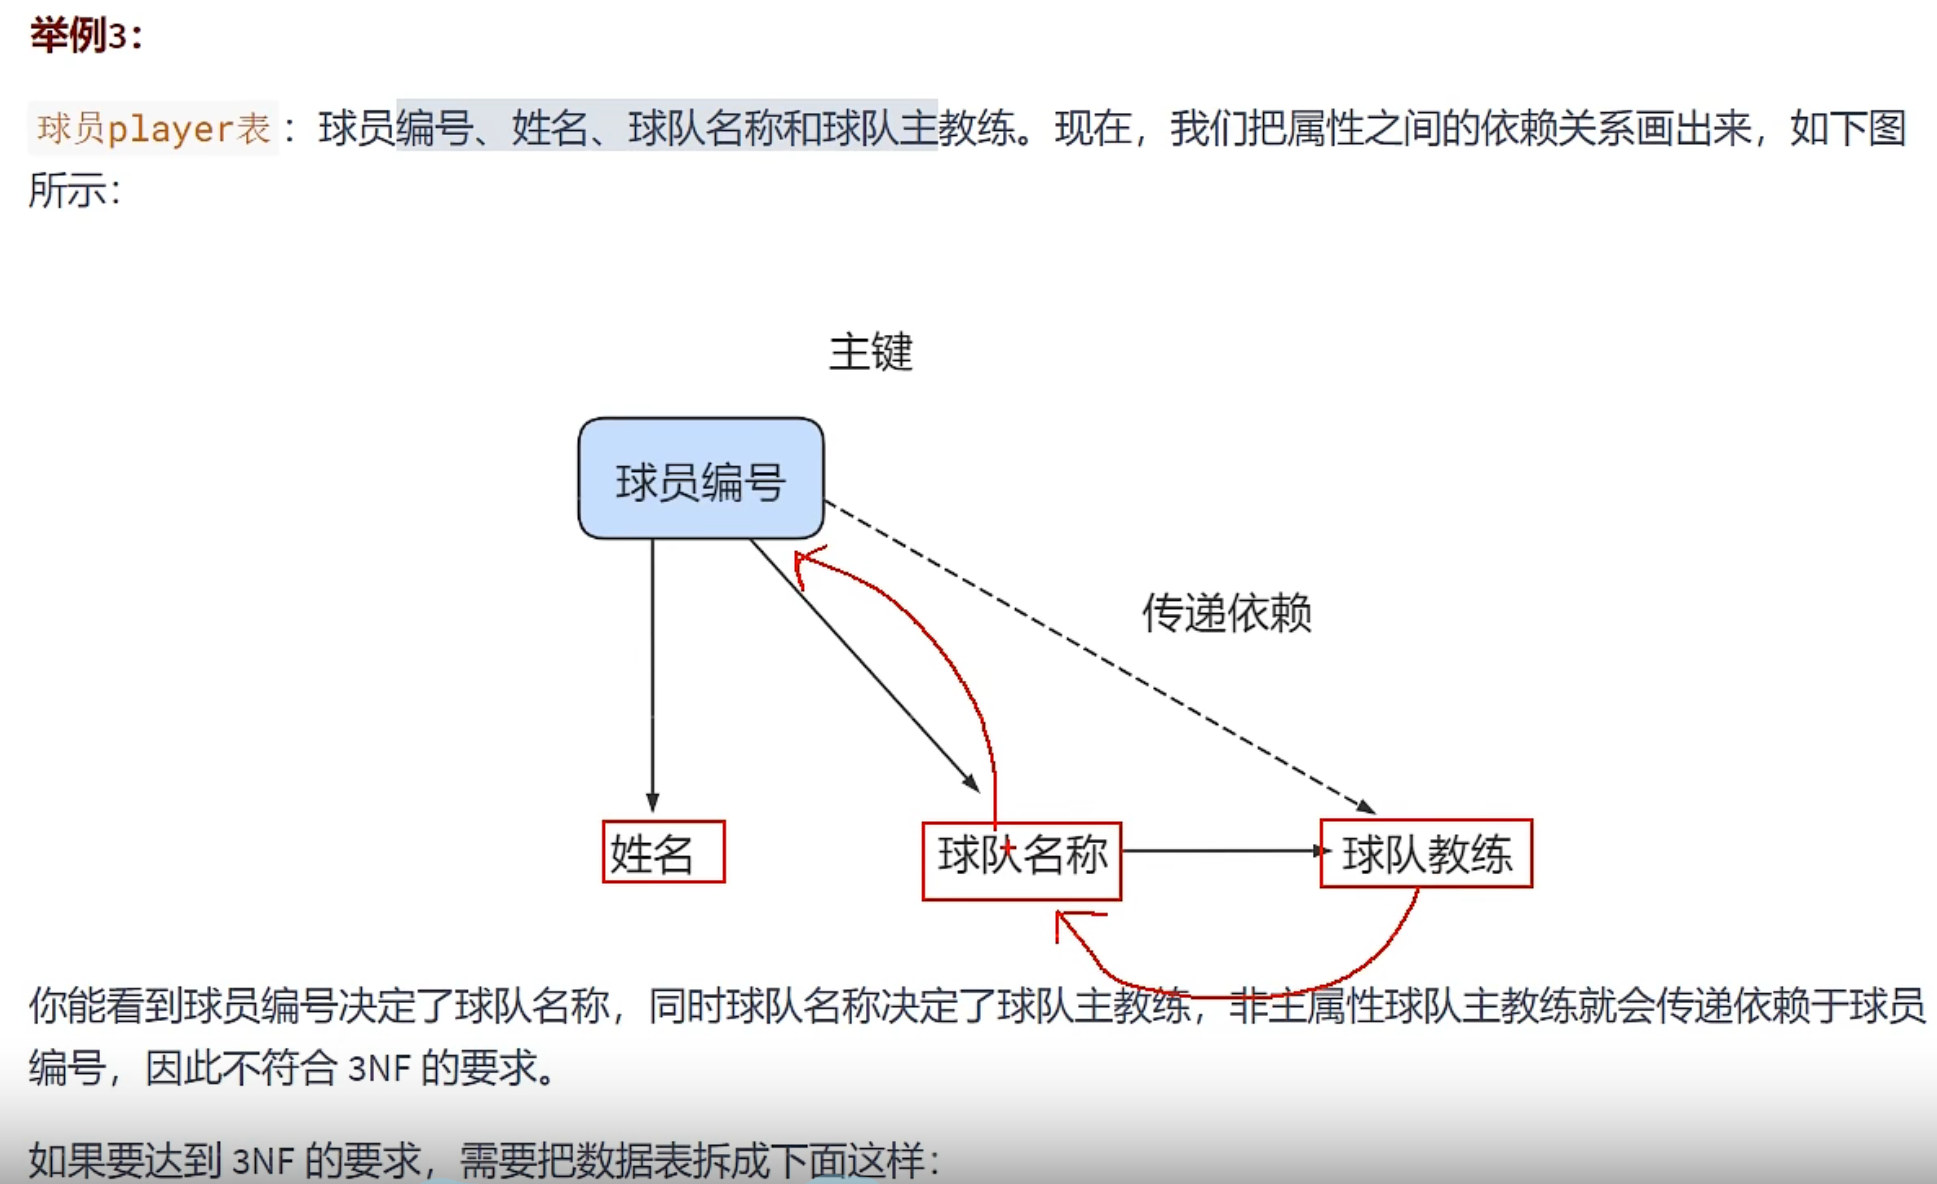 举例3：
球员player表：球员编号、姓名、球队名称和球队主教练。现在，我们把属性之间的依赖关系画出来，如下图
所示：
主键
球员编号
传递依赖
姓名
球队名称
球队教练
你能看到球员编号决定了球队名称，同时球队名称决定了球队主教练，非主属性球队主教练就会传递依赖于球员
编号，因此不符合 3NF 的要求。
如果要达到 3NF 的要求，需要把数据表拆成下面这样：